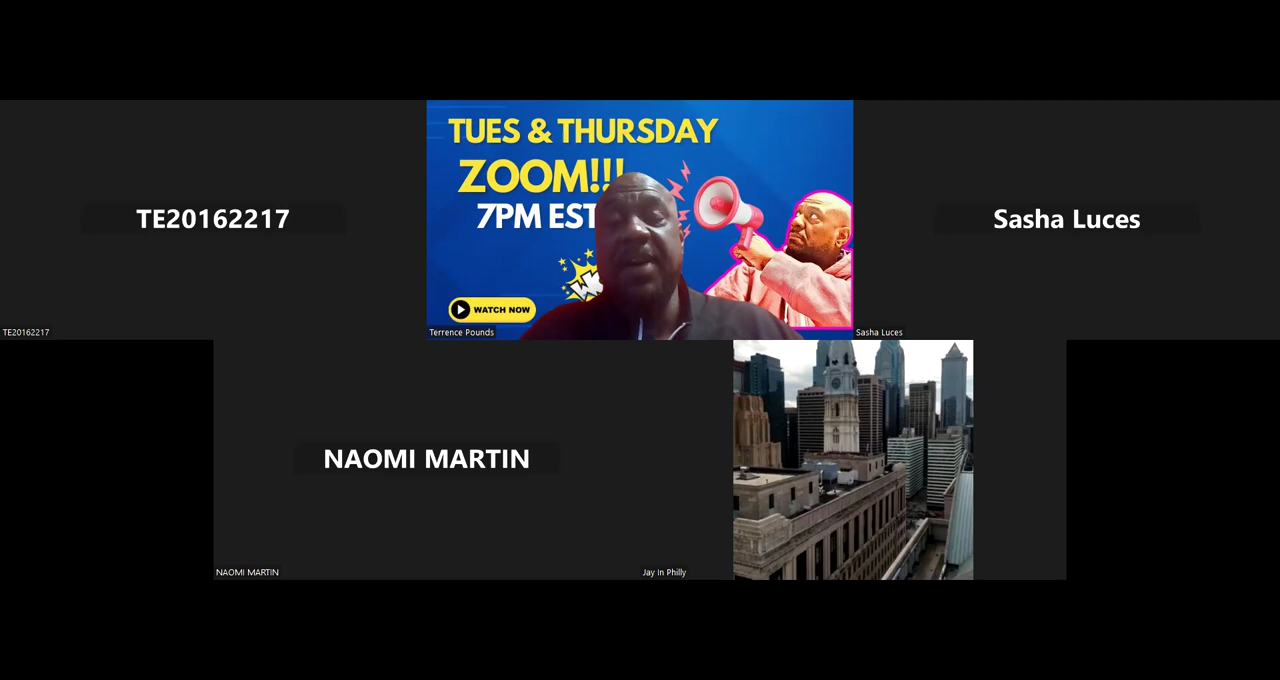 TUES & THURSDAY
ZOOM!!!
7PM EST
WATCH NOW
TE20162217
TE20162217
Terrence Pounds
Sasha Luces
Sasha Luces
NAOMI MARTIN
NAOMI MARTIN
Jay In Philly